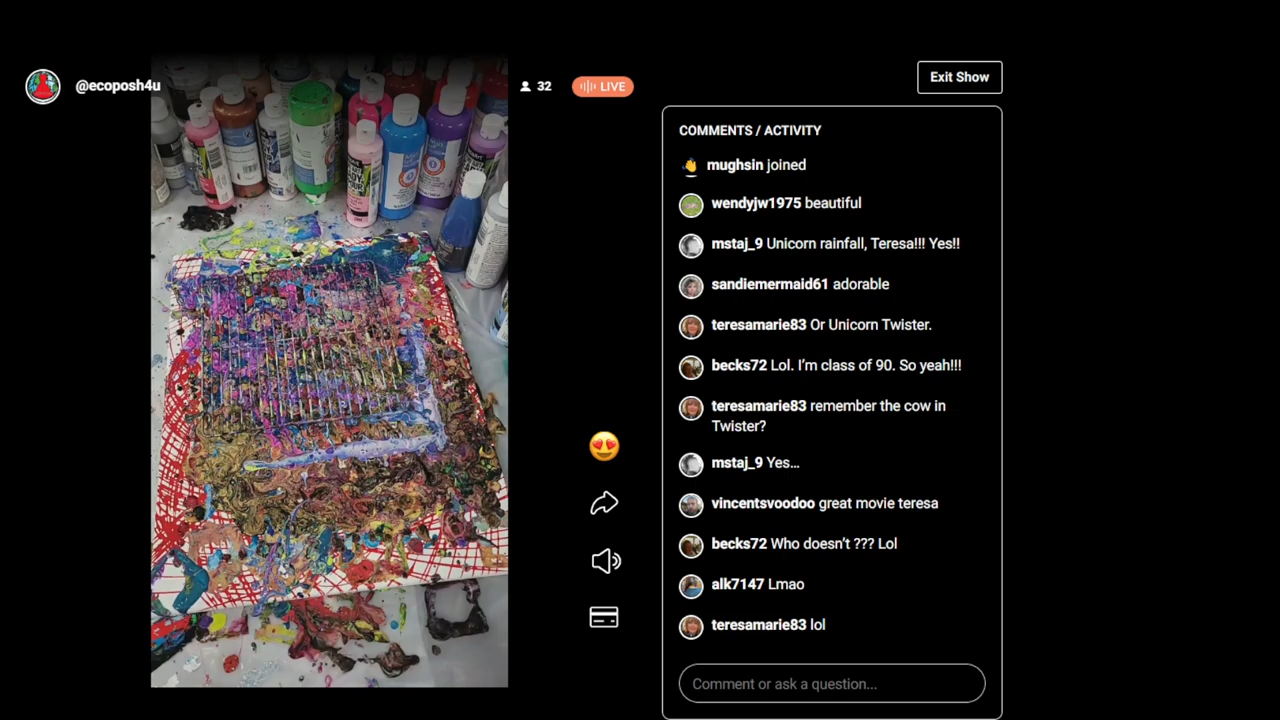 @ecoposh4u
32
LIVE
Exit Show
COMMENTS / ACTIVITY
mughsin joined
wendyjw1975 beautiful
mstaj_9 Unicorn rainfall, Teresa!!! Yes!!
sandiemermaid61 adorable
teresamarie83 Or Unicorn Twister.
becks72 Lol. I'm class of 90. So yeah!!!
teresamarie83 remember the cow in
Twister?
mstaj_9 Yes...
vincentsvoodoo great movie teresa
becks72 Who doesn't ??? Lol
alk7147 Lmao
teresamarie83 lol
Comment or ask a question...